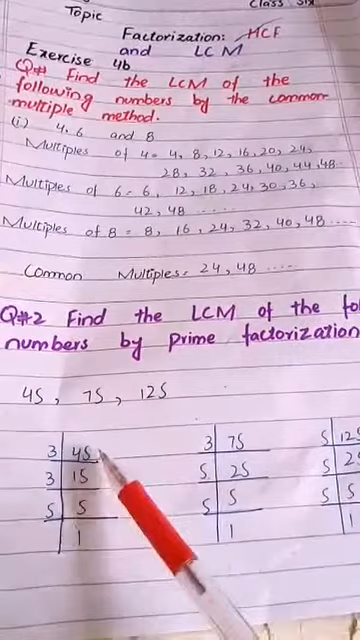 Class Six
Topic
Factorization: HCF
and LCM
Exercise 4b
Q#1 Find the LCM of the
following numbers by the common
multiple method.
(i) 4, 6 and 8
Multiples of 4 = 4, 8, 12, 16, 20, 24,
28, 32, 36, 40, 44, 48
Multiples of 6 = 6, 12, 18, 24, 30, 36,
42, 48 .....
Multiples of 8 = 8, 16, 24, 32, 40, 48 .....
Common Multiples = 24, 48 .....
Q#2 Find the LCM of the
numbers by prime factorization
45, 75, 125
3 45 3 75 5 125
3 15 5 25 5 25
5 5 5 5 5 5
1 1 1